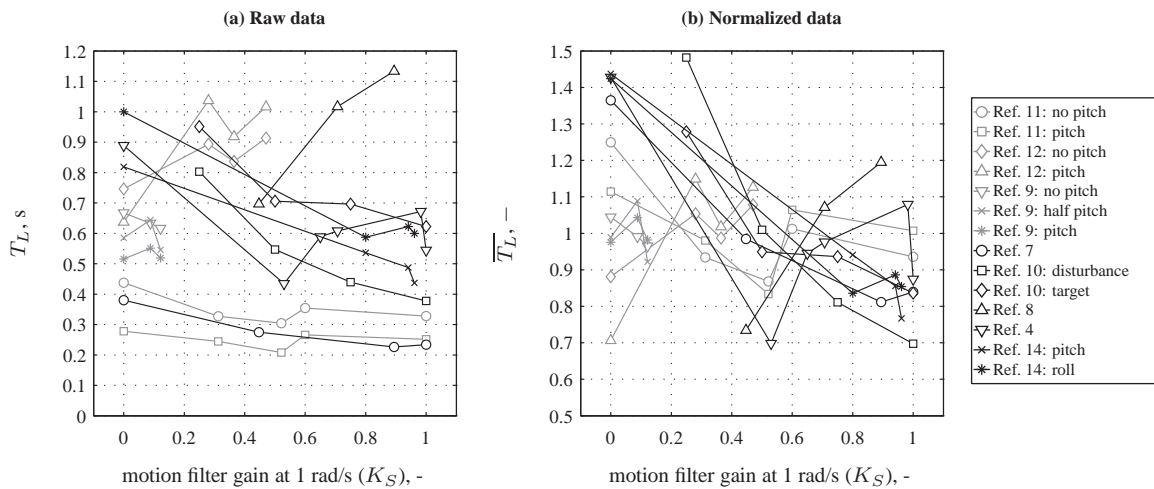 (a) Raw data
1.2
1.1
1
0.9
0.8
0.7
0.6
0.5
0.4
0.3
0.2
0.1
0
T_L, s
0 0.2 0.4 0.6 0.8 1
motion filter gain at 1 rad/s (K_S), -
(b) Normalized data
1.5
1.4
1.3
1.2
1.1
1
0.9
0.8
0.7
0.6
0.5
T_L, −
0 0.2 0.4 0.6 0.8 1
motion filter gain at 1 rad/s (K_S), -
Ref. 11: no pitch
Ref. 11: pitch
Ref. 12: no pitch
Ref. 12: pitch
Ref. 9: no pitch
Ref. 9: half pitch
Ref. 9: pitch
Ref. 7
Ref. 10: disturbance
Ref. 10: target
Ref. 8
Ref. 4
Ref. 14: pitch
Ref. 14: roll